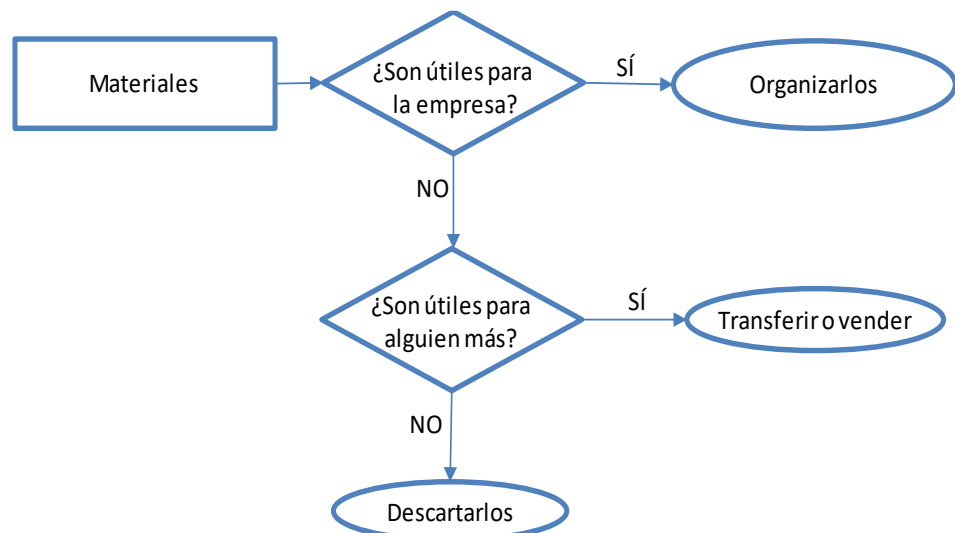 Materiales
¿Son útiles para
la empresa?
SÍ
Organizarlos
NO
¿Son útiles para
alguien más?
SÍ
Transferir o vender
NO
Descartarlos